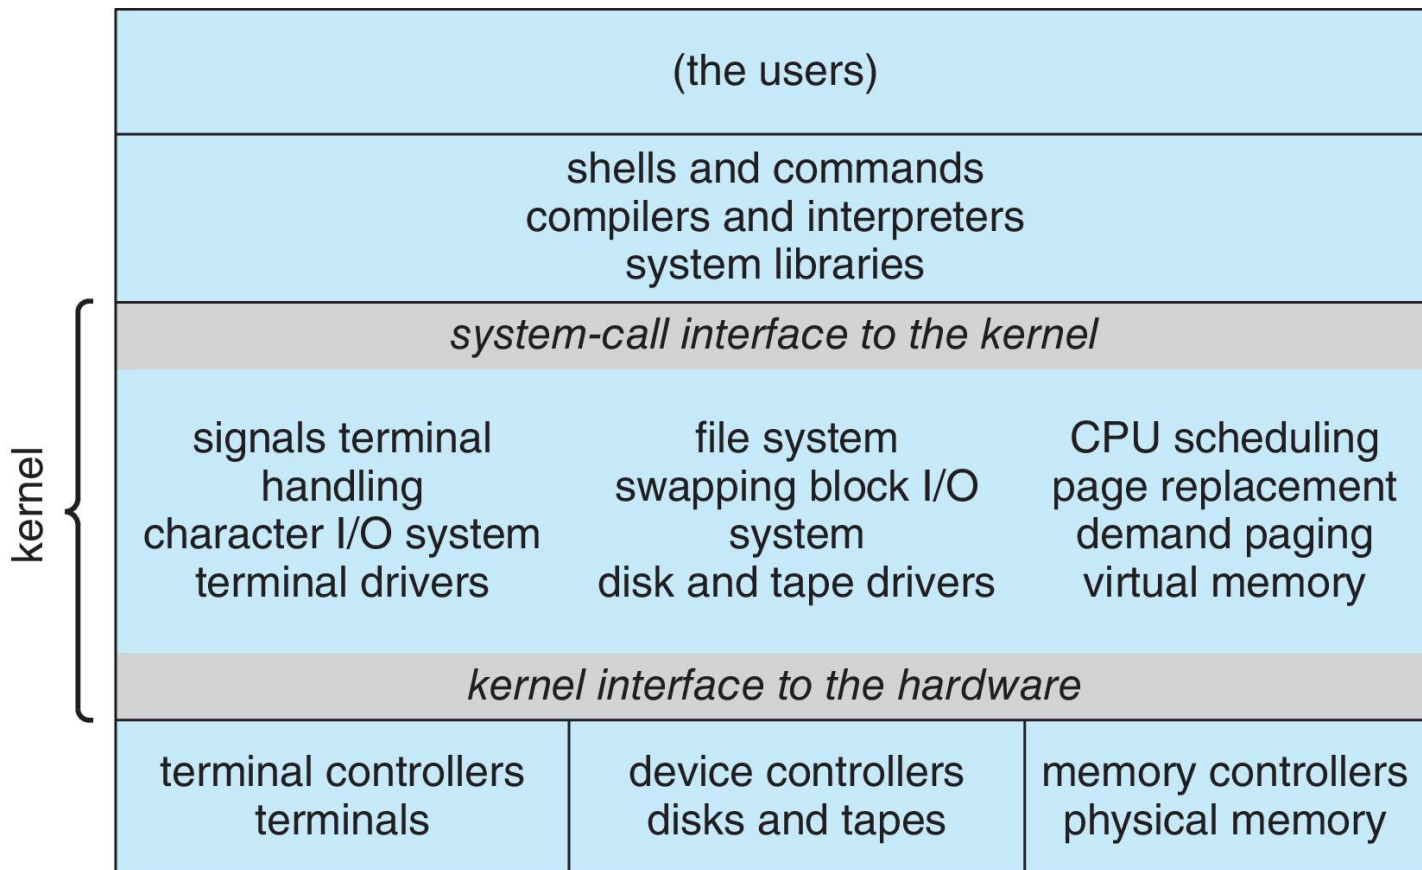 (the users)
shells and commands
compilers and interpreters
system libraries
system-call interface to the kernel
kernel
signals terminal
handling
character I/O system
terminal drivers
file system
swapping block I/O
system
disk and tape drivers
CPU scheduling
page replacement
demand paging
virtual memory
kernel interface to the hardware
terminal controllers
terminals
device controllers
disks and tapes
memory controllers
physical memory